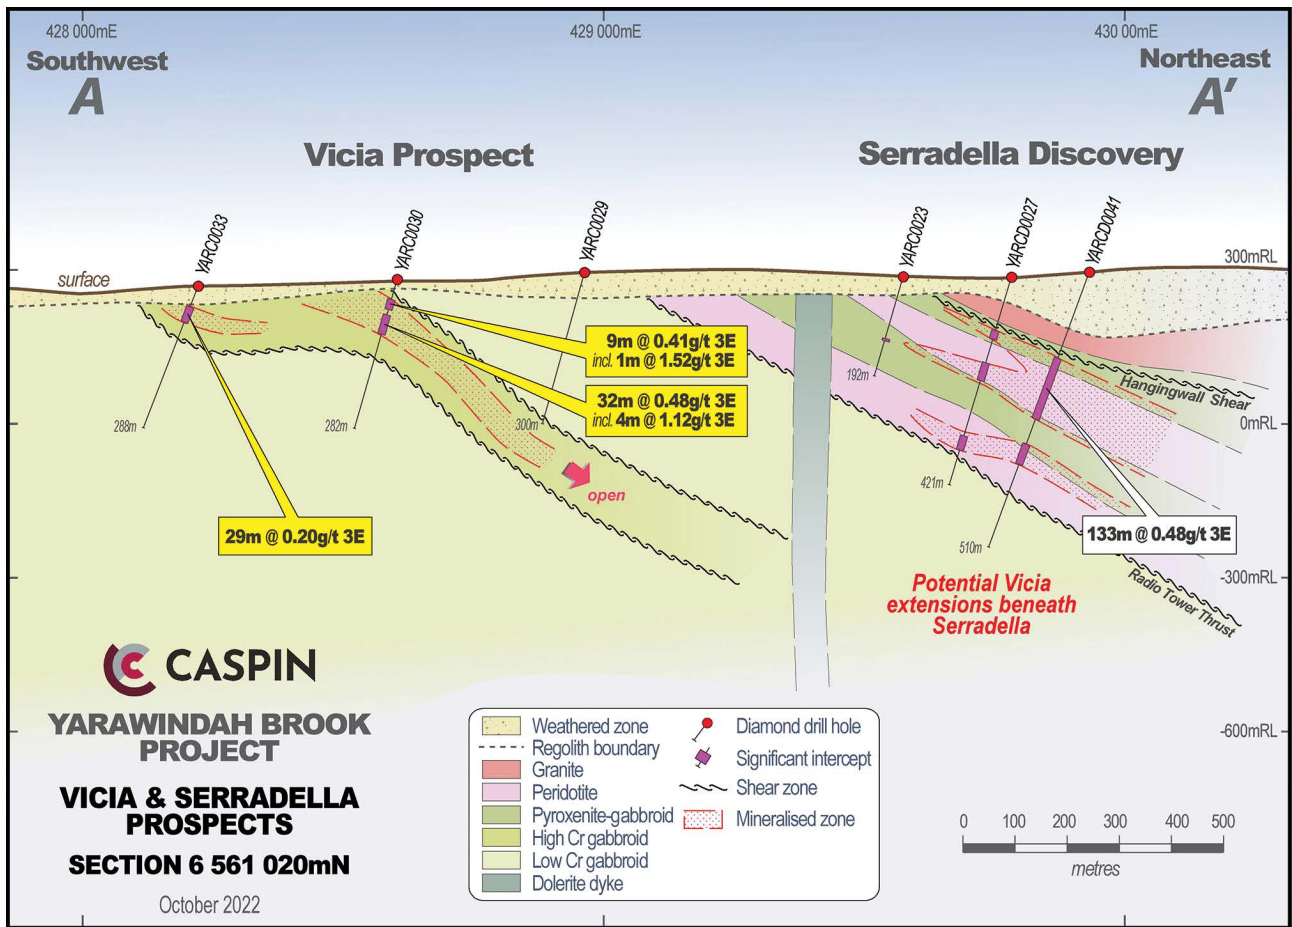 428 000mE
429 000mE
430 00mE
Southwest
A
Northeast
A′
Vicia Prospect
Serradella Discovery
YARC0033
YARC0030
YARC0029
YARC0023
YARCD0027
YARCD0041
surface
300mRL
0mRL
-300mRL
-600mRL
9m @ 0.41g/t 3E
incl. 1m @ 1.52g/t 3E
32m @ 0.48g/t 3E
incl. 4m @ 1.12g/t 3E
29m @ 0.20g/t 3E
133m @ 0.48g/t 3E
288m
282m
300m
192m
421m
510m
open
Hangingwall Shear
Radio Tower Thrust
Potential Vicia
extensions beneath
Serradella
CASPIN
YARAWINDAH BROOK
PROJECT
VICIA & SERRADELLA
PROSPECTS
SECTION 6 561 020mN
October 2022
Weathered zone
Regolith boundary
Granite
Peridotite
Pyroxenite-gabbroid
High Cr gabbroid
Low Cr gabbroid
Dolerite dyke
Diamond drill hole
Significant intercept
Shear zone
Mineralised zone
0 100 200 300 400 500
metres